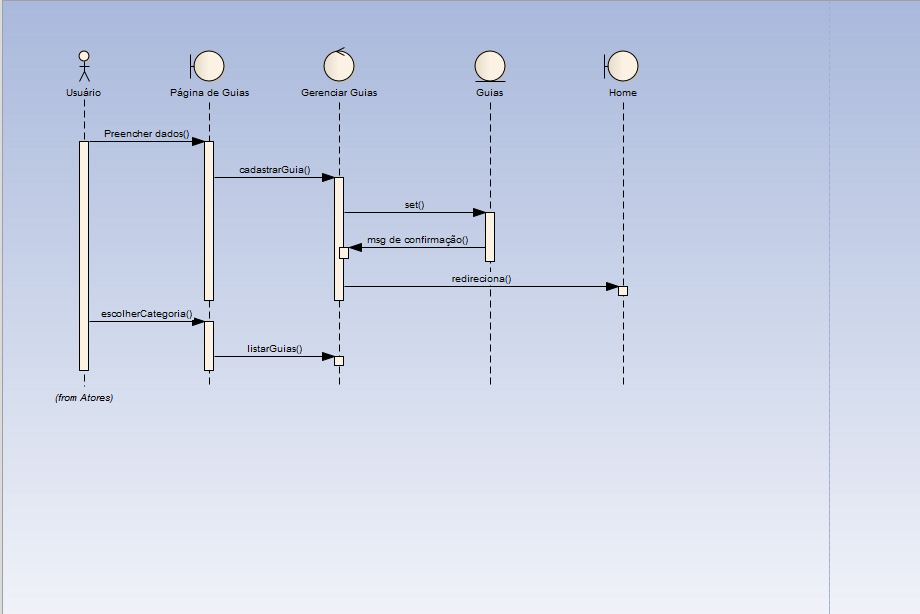 Usuário
Página de Guias
Gerenciar Guias
Guias
Home
Preencher dados()
cadastrarGuia()
set()
msg de confirmação()
redireciona()
escolherCategoria()
listarGuias()
(from Atores)